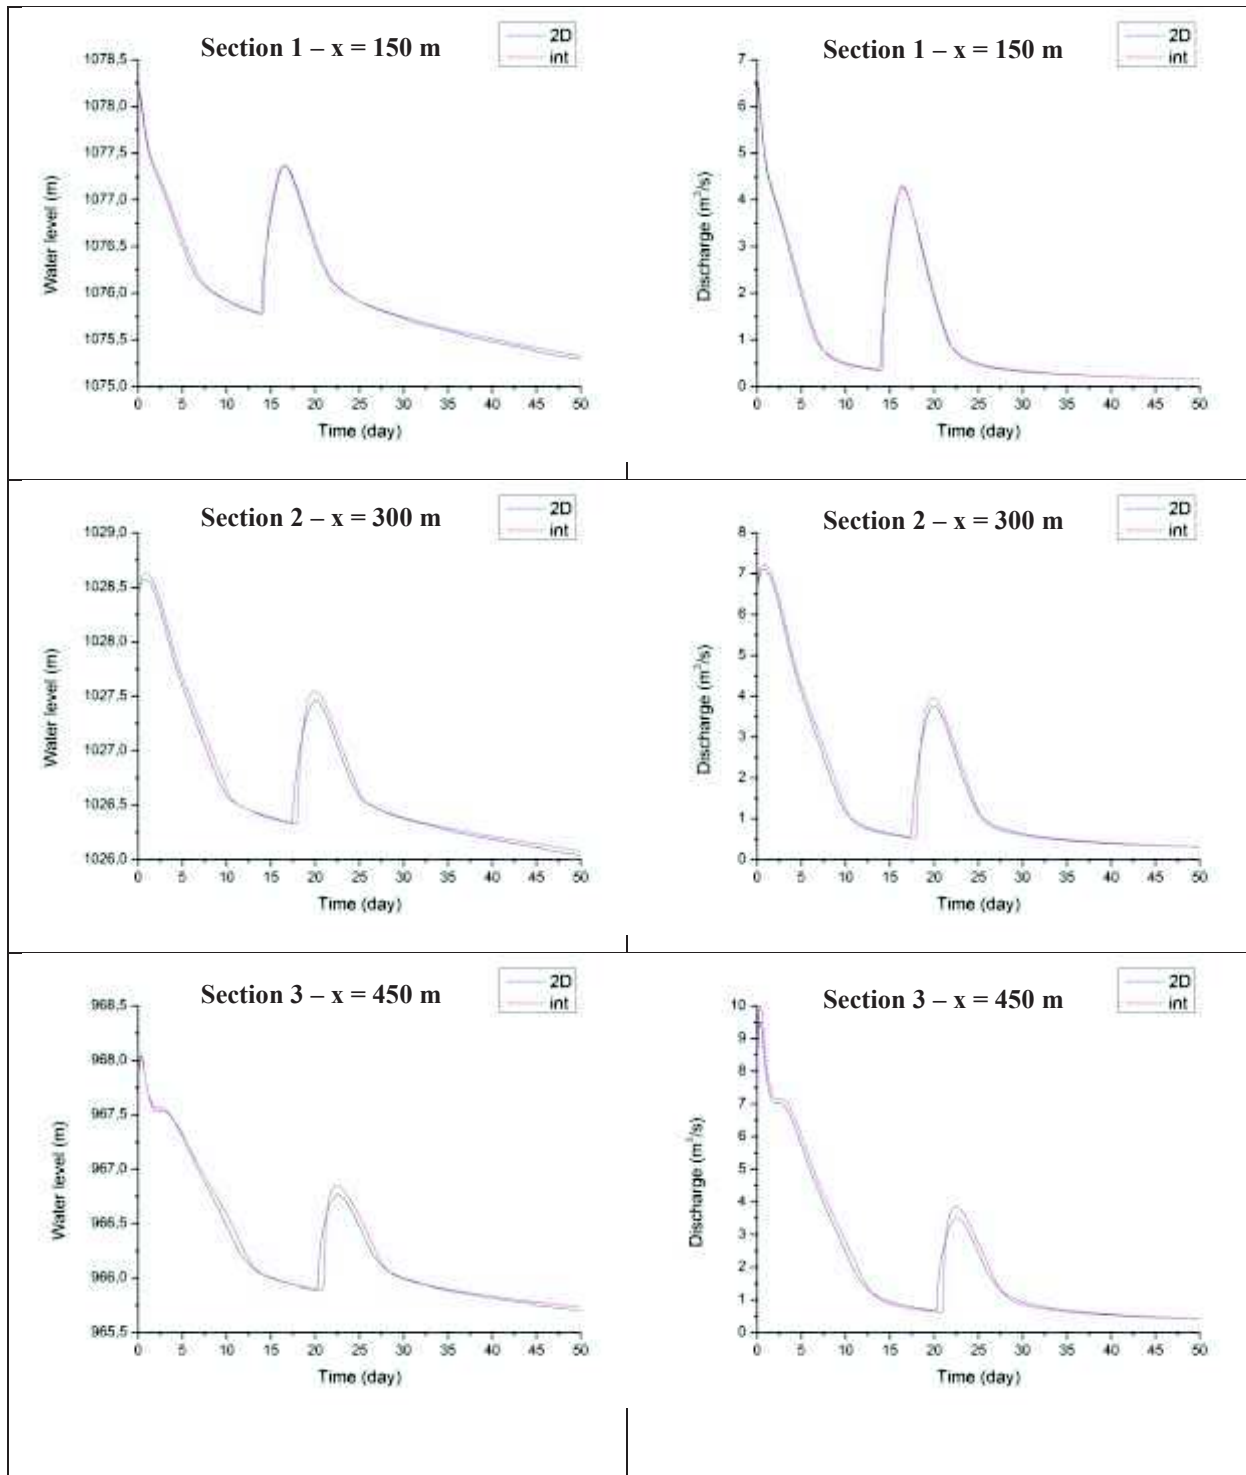 Section 1 – x = 150 m
2D
int
1078,5
1078,0
1077,5
1077,0
1076,5
1076,0
1075,5
1075,0
Water level (m)
0 5 10 15 20 25 30 35 40 45 50
Time (day)
Section 1 – x = 150 m
2D
int
7
6
5
4
3
2
1
0
Discharge (m³/s)
0 5 10 15 20 25 30 35 40 45 50
Time (day)
Section 2 – x = 300 m
2D
int
1029,0
1028,5
1028,0
1027,5
1027,0
1026,5
1026,0
Water level (m)
0 5 10 15 20 25 30 35 40 45 50
Time (day)
Section 2 – x = 300 m
2D
int
8
7
6
5
4
3
2
1
0
Discharge (m³/s)
0 5 10 15 20 25 30 35 40 45 50
Time (day)
Section 3 – x = 450 m
2D
int
968,5
968,0
967,5
967,0
966,5
966,0
965,5
Water level (m)
0 5 10 15 20 25 30 35 40 45 50
Time (day)
Section 3 – x = 450 m
2D
int
10
9
8
7
6
5
4
3
2
1
0
Discharge (m³/s)
0 5 10 15 20 25 30 35 40 45 50
Time (day)